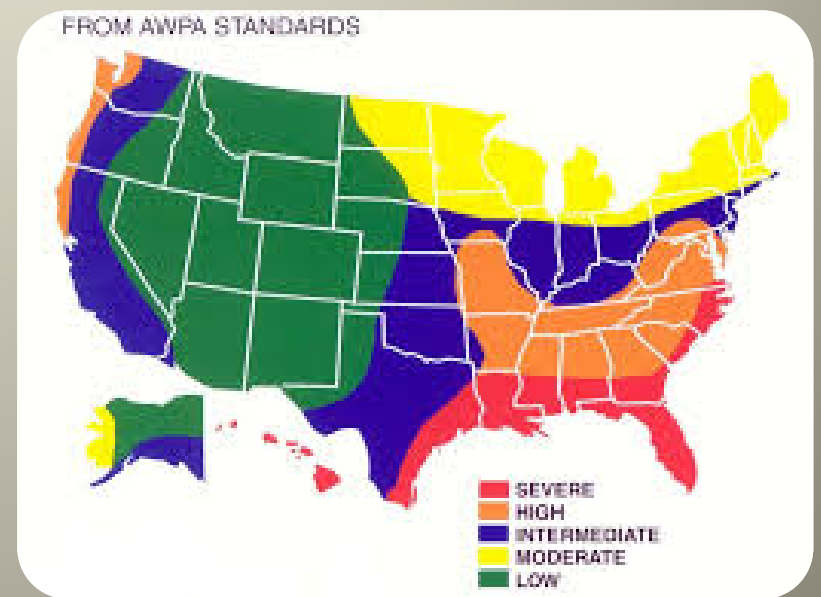 FROM AWPA STANDARDS
SEVERE
HIGH
INTERMEDIATE
MODERATE
LOW